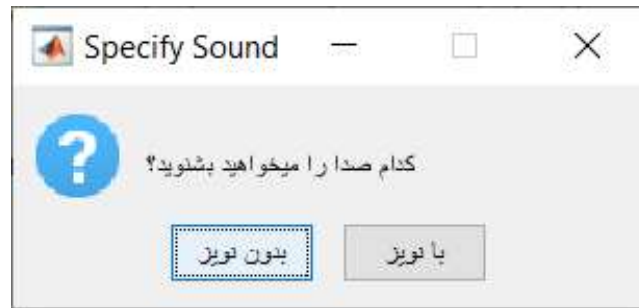 Specify Sound
کدام صدا را میخواهید بشنوید؟
بدون نویز
با نویز